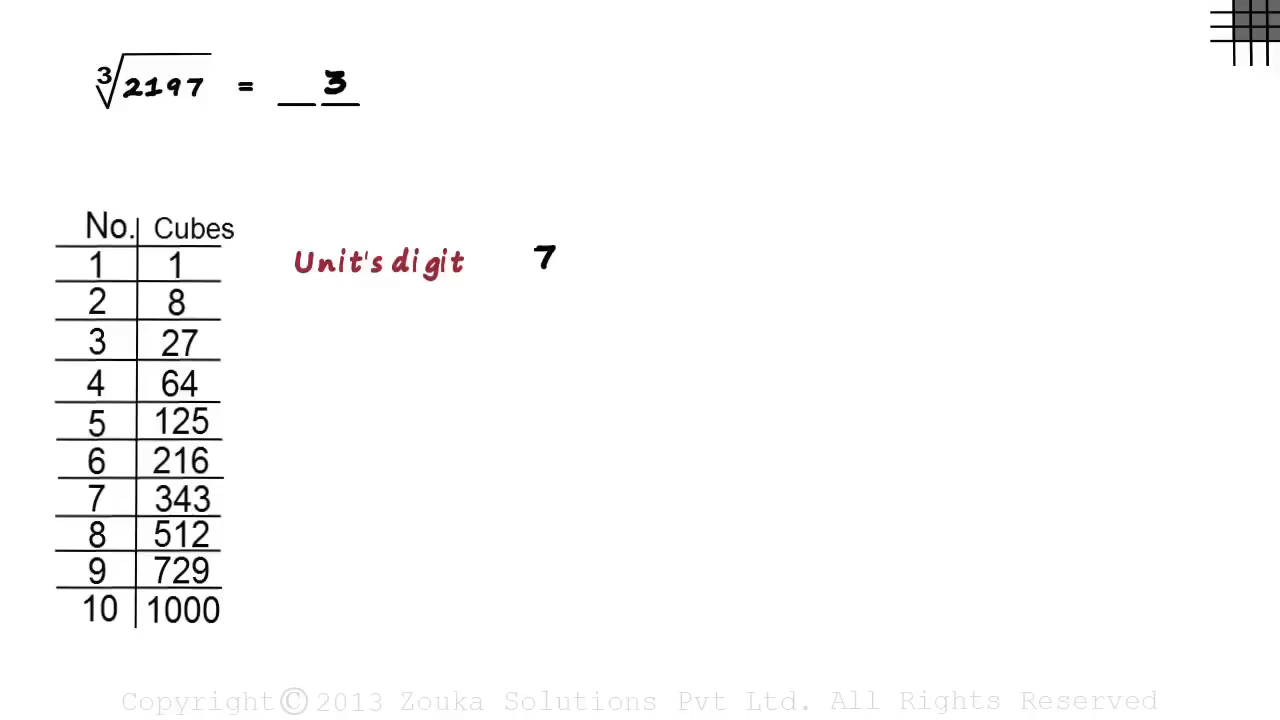 ∛2197 = _ 3
No. Cubes
1 1
Unit's digit 7
2 8
3 27
4 64
5 125
6 216
7 343
8 512
9 729
10 1000
Copyright© 2013 Zouka Solutions Pvt Ltd. All Rights Reserved